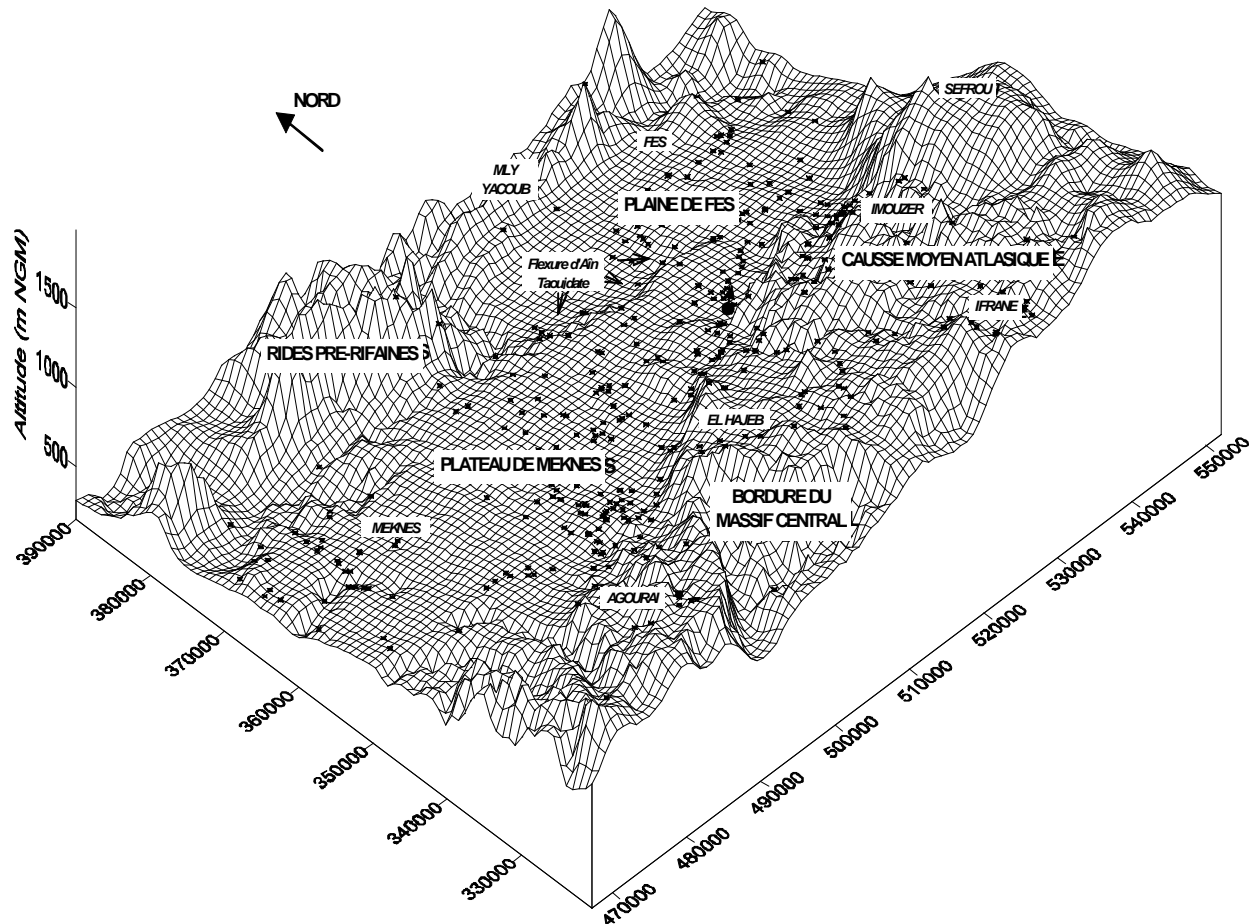 NORD
SEFROU
FES
MLY
YACOUB
PLAINE DE FES
IMOUZER
CAUSSE MOYEN ATLASIQUE
Flexure d'Aîn
Taoujdate
IFRANE
RIDES PRE-RIFAINES
EL HAJEB
PLATEAU DE MEKNES
BORDURE DU
MASSIF CENTRAL
MEKNES
AGOURAI
Altitude (m NGM)
1500
1000
500
390000
380000
370000
360000
350000
340000
330000
470000
480000
490000
500000
510000
520000
530000
540000
550000